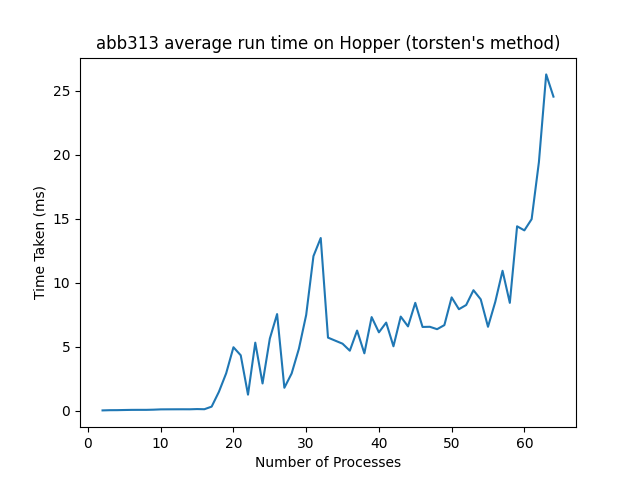 abb313 average run time on Hopper (torsten's method)
25
20
15
10
5
0
Time Taken (ms)
0 10 20 30 40 50 60
Number of Processes